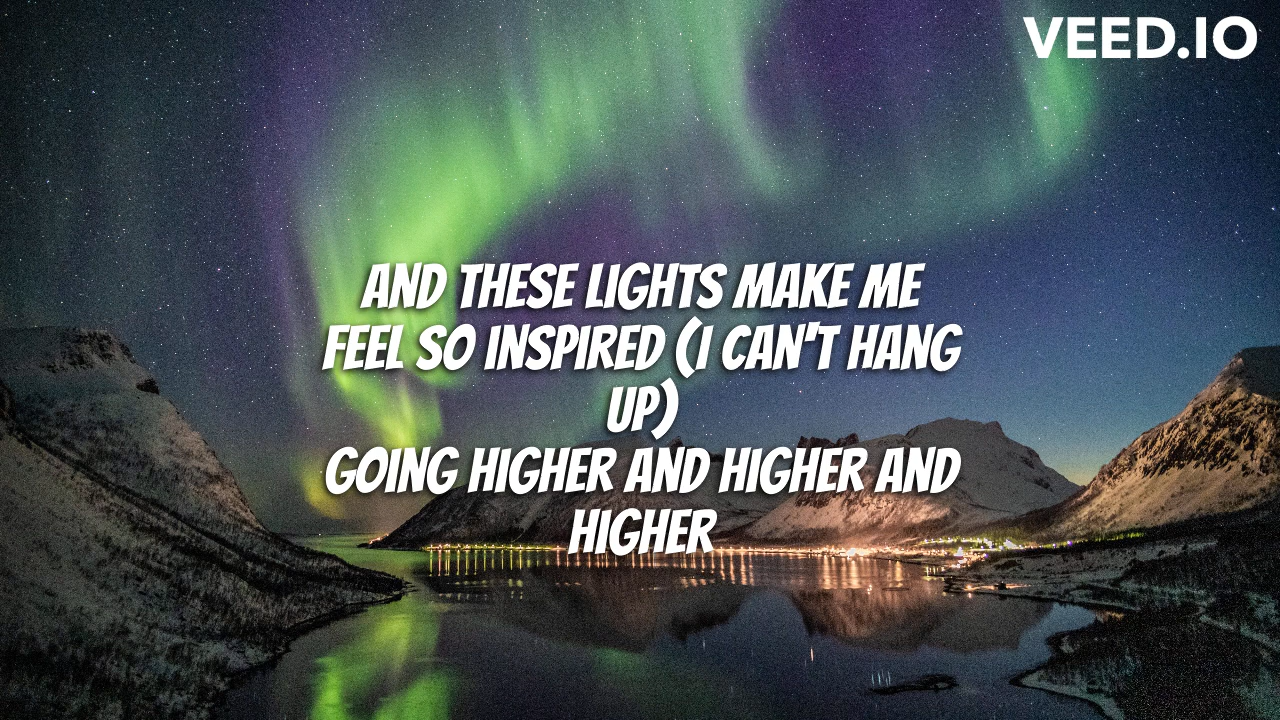 VEED.IO
AND THESE LIGHTS MAKE ME
FEEL SO INSPIRED (I CAN'T HANG
UP)
GOING HIGHER AND HIGHER AND
HIGHER